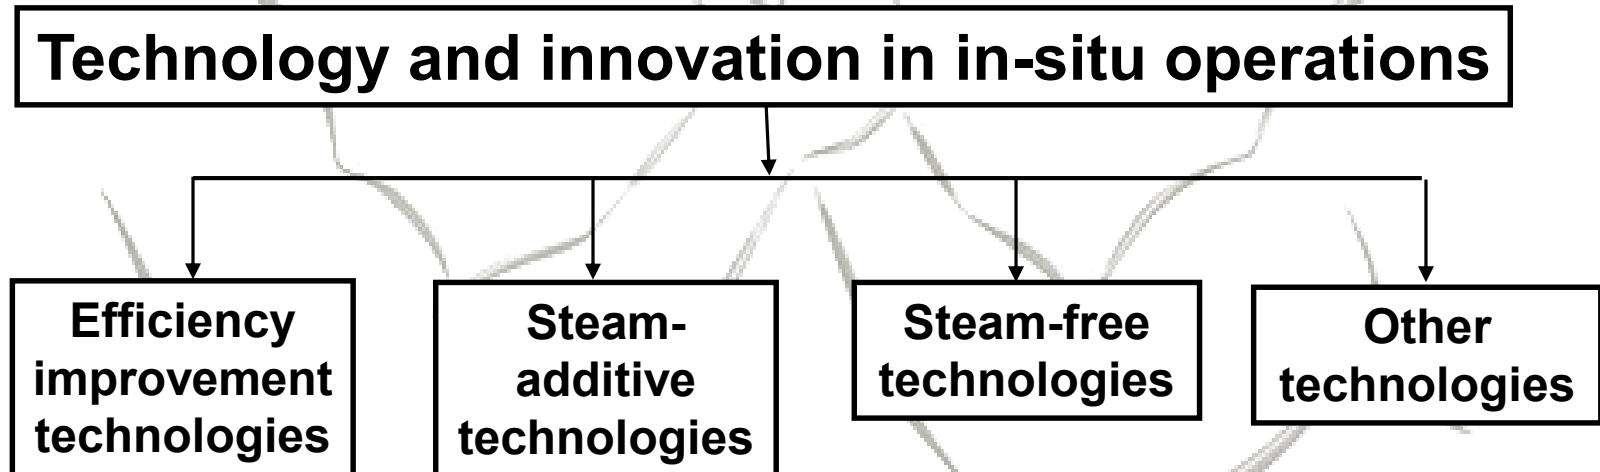 Technology and innovation in in-situ operations
Efficiency
improvement
technologies
Steam-
additive
technologies
Steam-free
technologies
Other
technologies